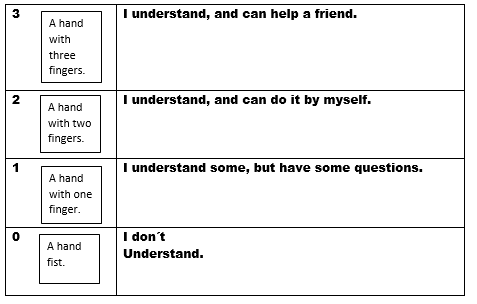 3
A hand
with
three
fingers.
I understand, and can help a friend.
2
A hand
with two
fingers.
I understand, and can do it by myself.
1
A hand
with one
finger.
I understand some, but have some questions.
0
A hand
fist.
I don´t
Understand.